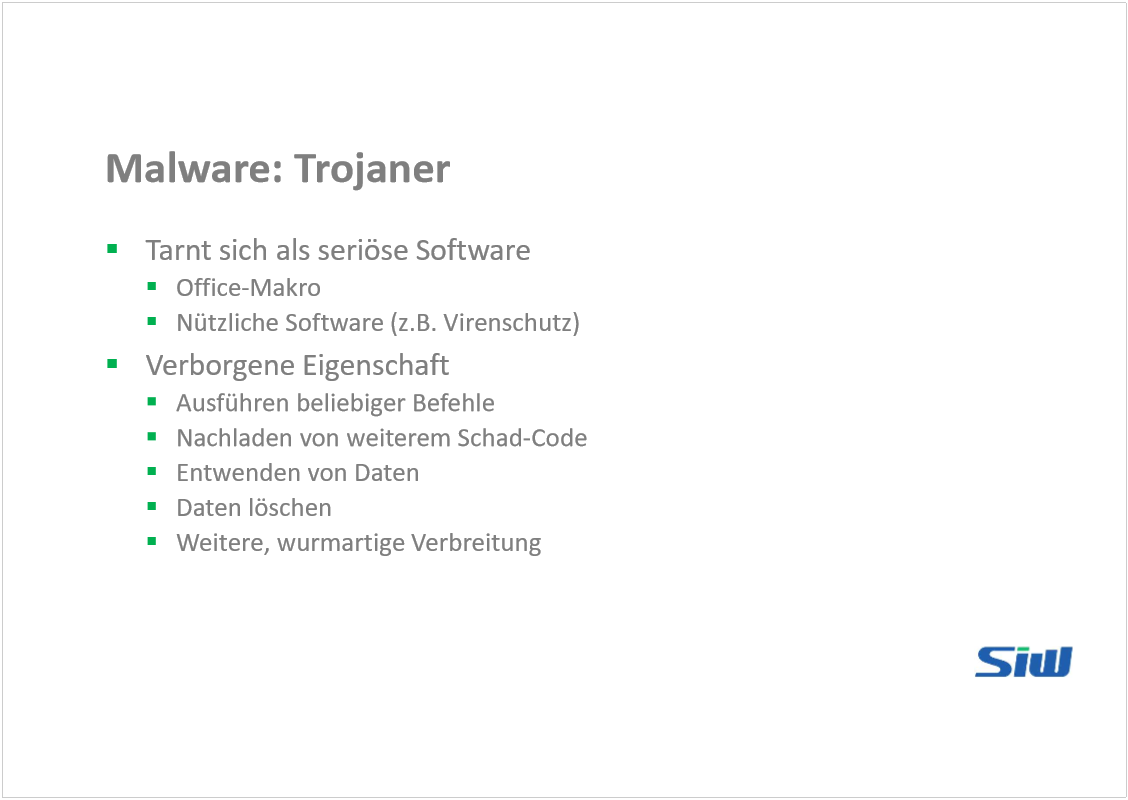 Malware: Trojaner
Tarnt sich als seriöse Software
Office-Makro
Nützliche Software (z.B. Virenschutz)
Verborgene Eigenschaft
Ausführen beliebiger Befehle
Nachladen von weiterem Schad-Code
Entwenden von Daten
Daten löschen
Weitere, wurmartige Verbreitung
Siw